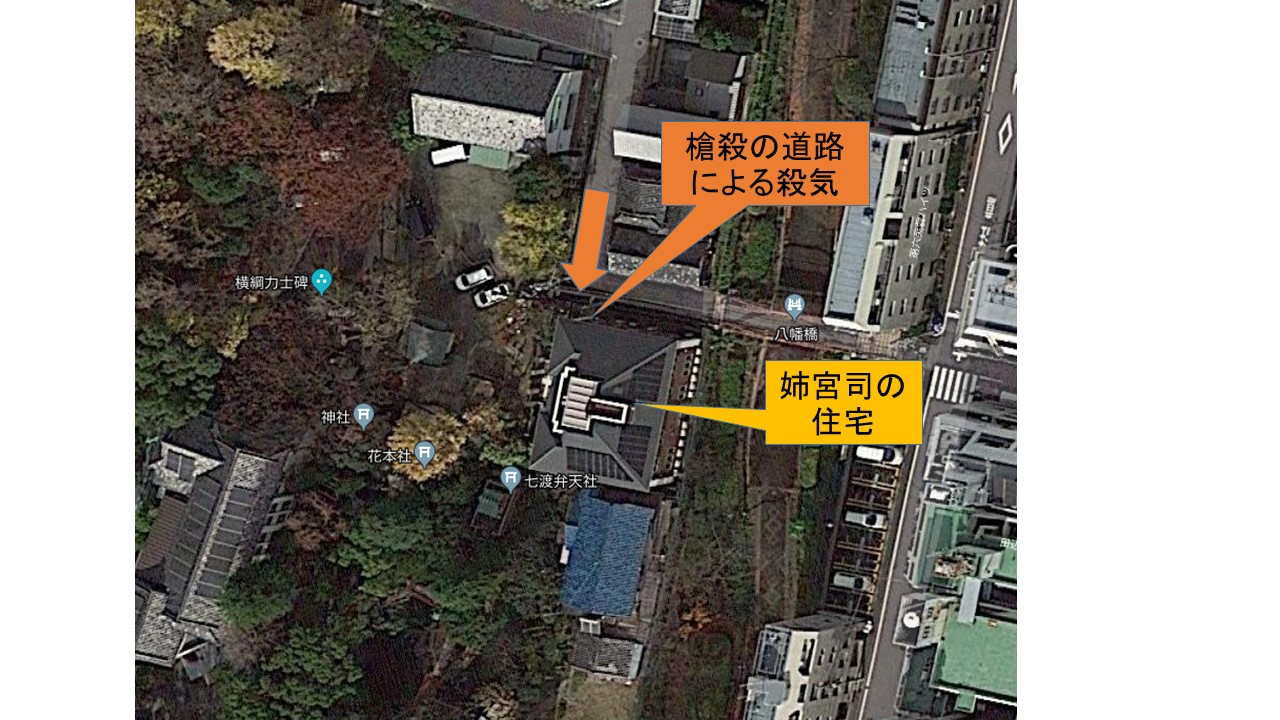 槍殺の道路
による殺気
横綱力士碑
八幡橋
姉宮司の
住宅
神社
花本社
七渡弁天社